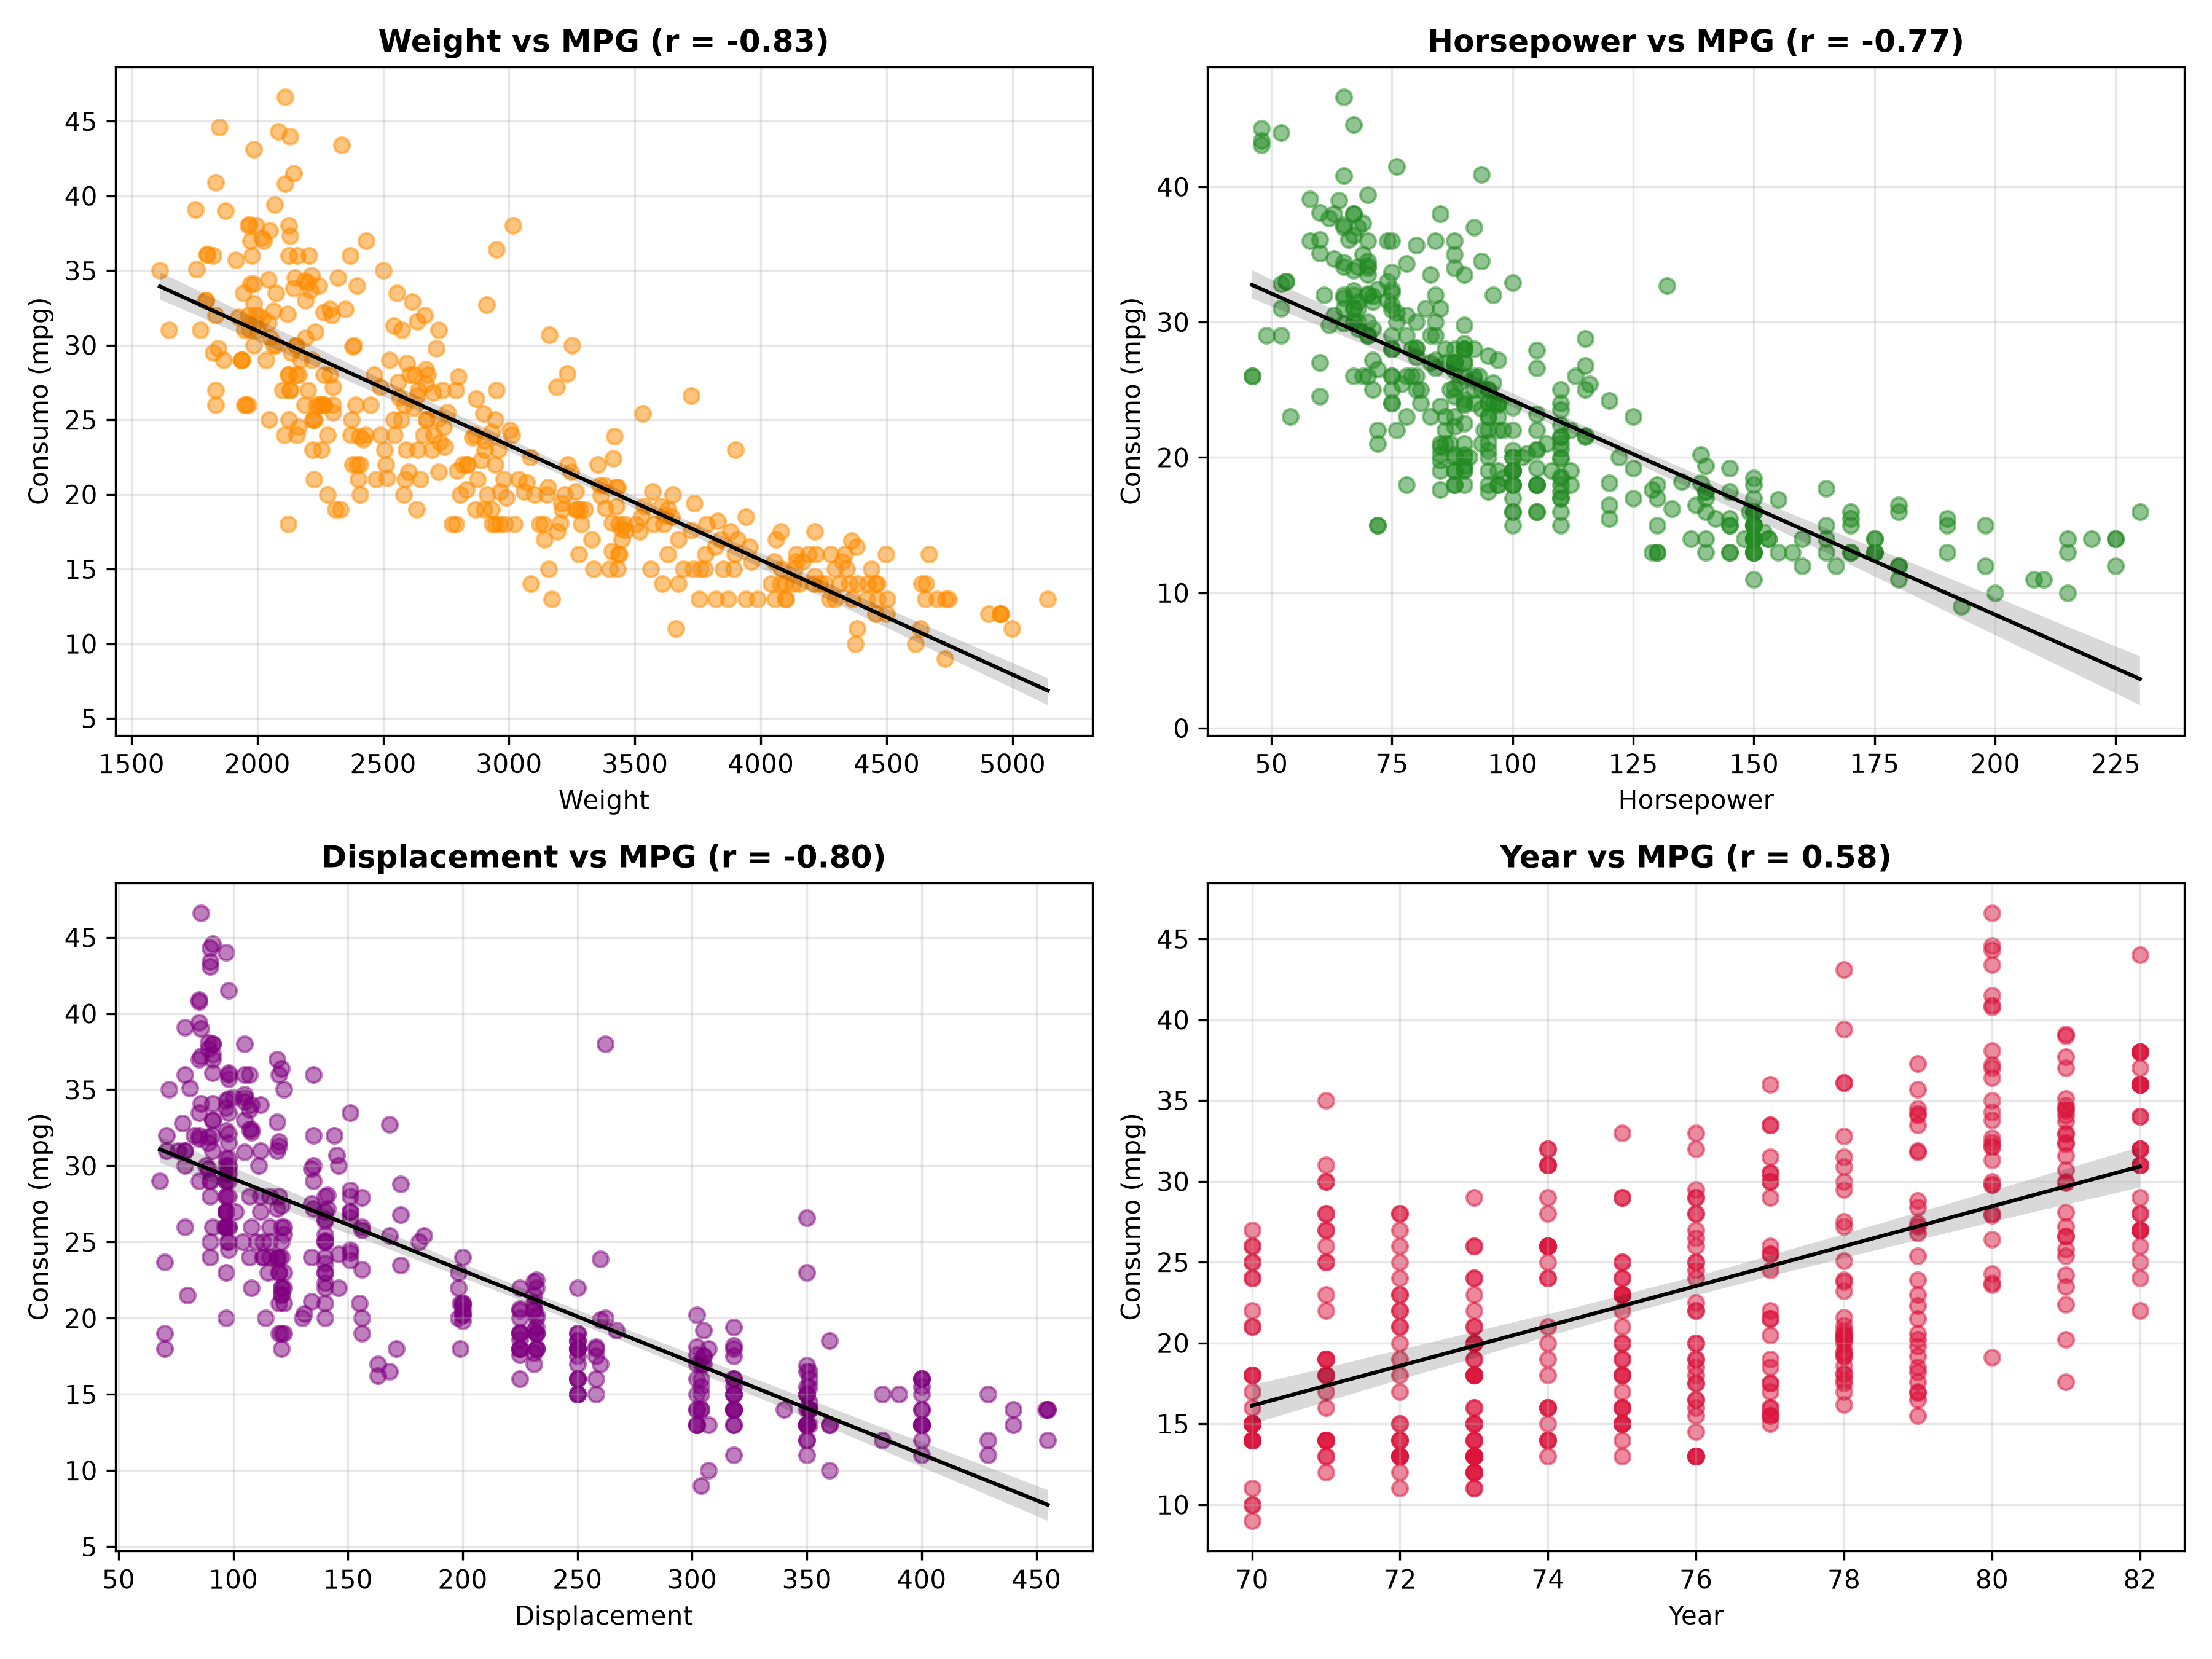 Weight vs MPG (r = -0.83)
Consumo (mpg)
45
40
35
30
25
20
15
10
5
1500 2000 2500 3000 3500 4000 4500 5000
Weight
Horsepower vs MPG (r = -0.77)
Consumo (mpg)
40
30
20
10
0
50 75 100 125 150 175 200 225
Horsepower
Displacement vs MPG (r = -0.80)
Consumo (mpg)
45
40
35
30
25
20
15
10
5
50 100 150 200 250 300 350 400 450
Displacement
Year vs MPG (r = 0.58)
Consumo (mpg)
45
40
35
30
25
20
15
10
70 72 74 76 78 80 82
Year